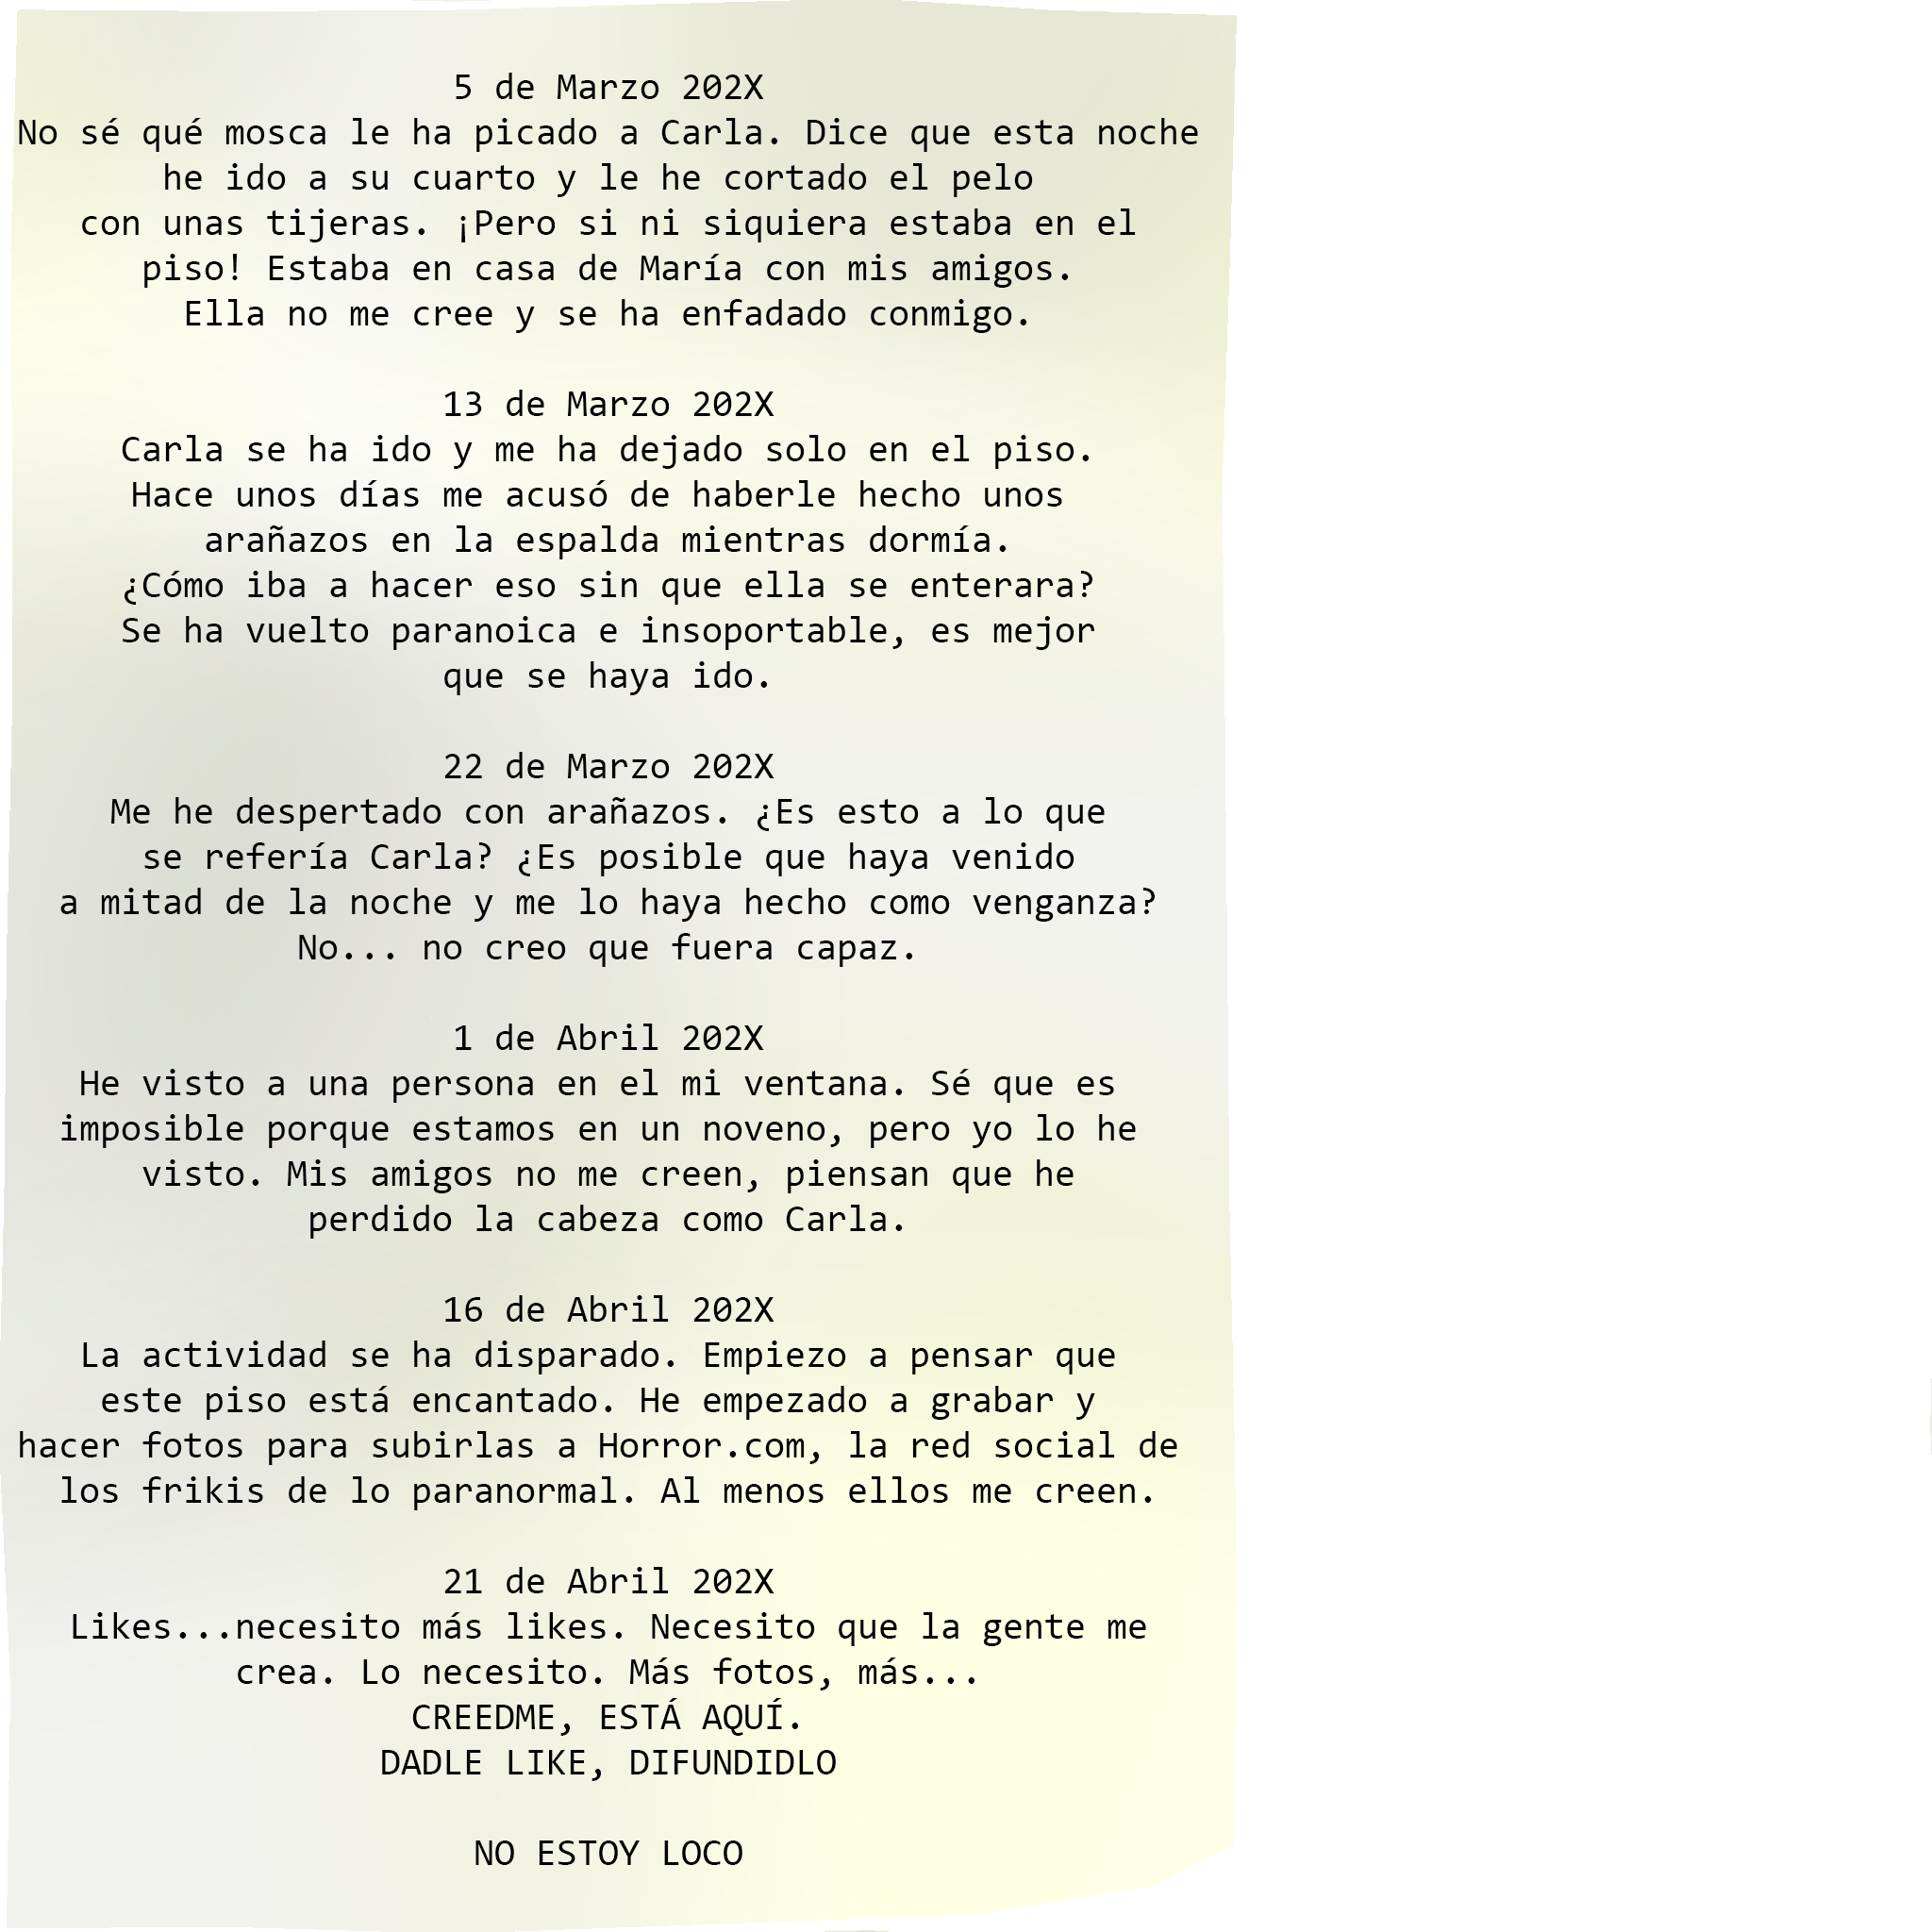 5 de Marzo 202X
No sé qué mosca le ha picado a Carla. Dice que esta noche
he ido a su cuarto y le he cortado el pelo
con unas tijeras. ¡Pero si ni siquiera estaba en el
piso! Estaba en casa de María con mis amigos.
Ella no me cree y se ha enfadado conmigo.
13 de Marzo 202X
Carla se ha ido y me ha dejado solo en el piso.
Hace unos días me acusó de haberle hecho unos
arañazos en la espalda mientras dormía.
¿Cómo iba a hacer eso sin que ella se enterara?
Se ha vuelto paranoica e insoportable, es mejor
que se haya ido.
22 de Marzo 202X
Me he despertado con arañazos. ¿Es esto a lo que
se refería Carla? ¿Es posible que haya venido
a mitad de la noche y me lo haya hecho como venganza?
No... no creo que fuera capaz.
1 de Abril 202X
He visto a una persona en el mi ventana. Sé que es
imposible porque estamos en un noveno, pero yo lo he
visto. Mis amigos no me creen, piensan que he
perdido la cabeza como Carla.
16 de Abril 202X
La actividad se ha disparado. Empiezo a pensar que
este piso está encantado. He empezado a grabar y
hacer fotos para subirlas a Horror.com, la red social de
los frikis de lo paranormal. Al menos ellos me creen.
21 de Abril 202X
Likes...necesito más likes. Necesito que la gente me
crea. Lo necesito. Más fotos, más...
CREEDME, ESTÁ AQUÍ.
DADLE LIKE, DIFUNDIDLO
NO ESTOY LOCO